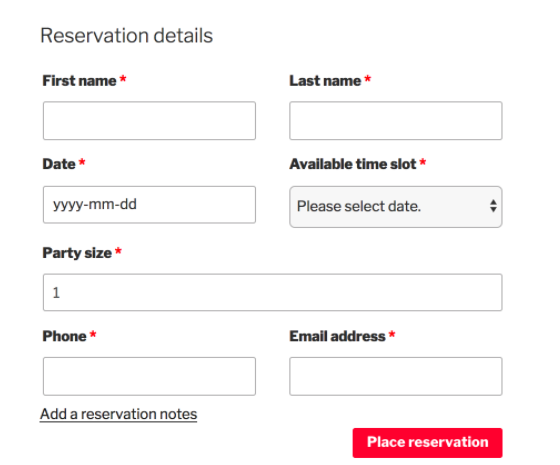 Reservation details
First name * Last name *
Date * Available time slot *
yyyy-mm-dd Please select date.
Party size *
1
Phone * Email address *
Add a reservation notes
Place reservation